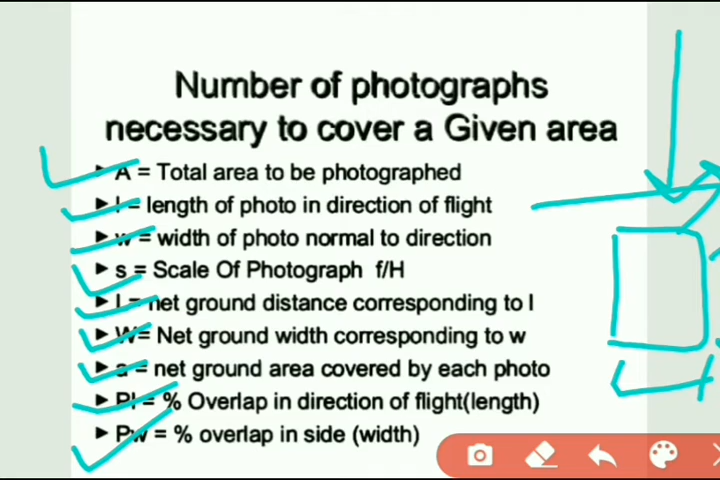 Number of photographs
necessary to cover a Given area
A = Total area to be photographed
l = length of photo in direction of flight
w = width of photo normal to direction
s = Scale Of Photograph f/H
l = net ground distance corresponding to l
W= Net ground width corresponding to w
a = net ground area covered by each photo
Pl = % Overlap in direction of flight(length)
Pw = % overlap in side (width)